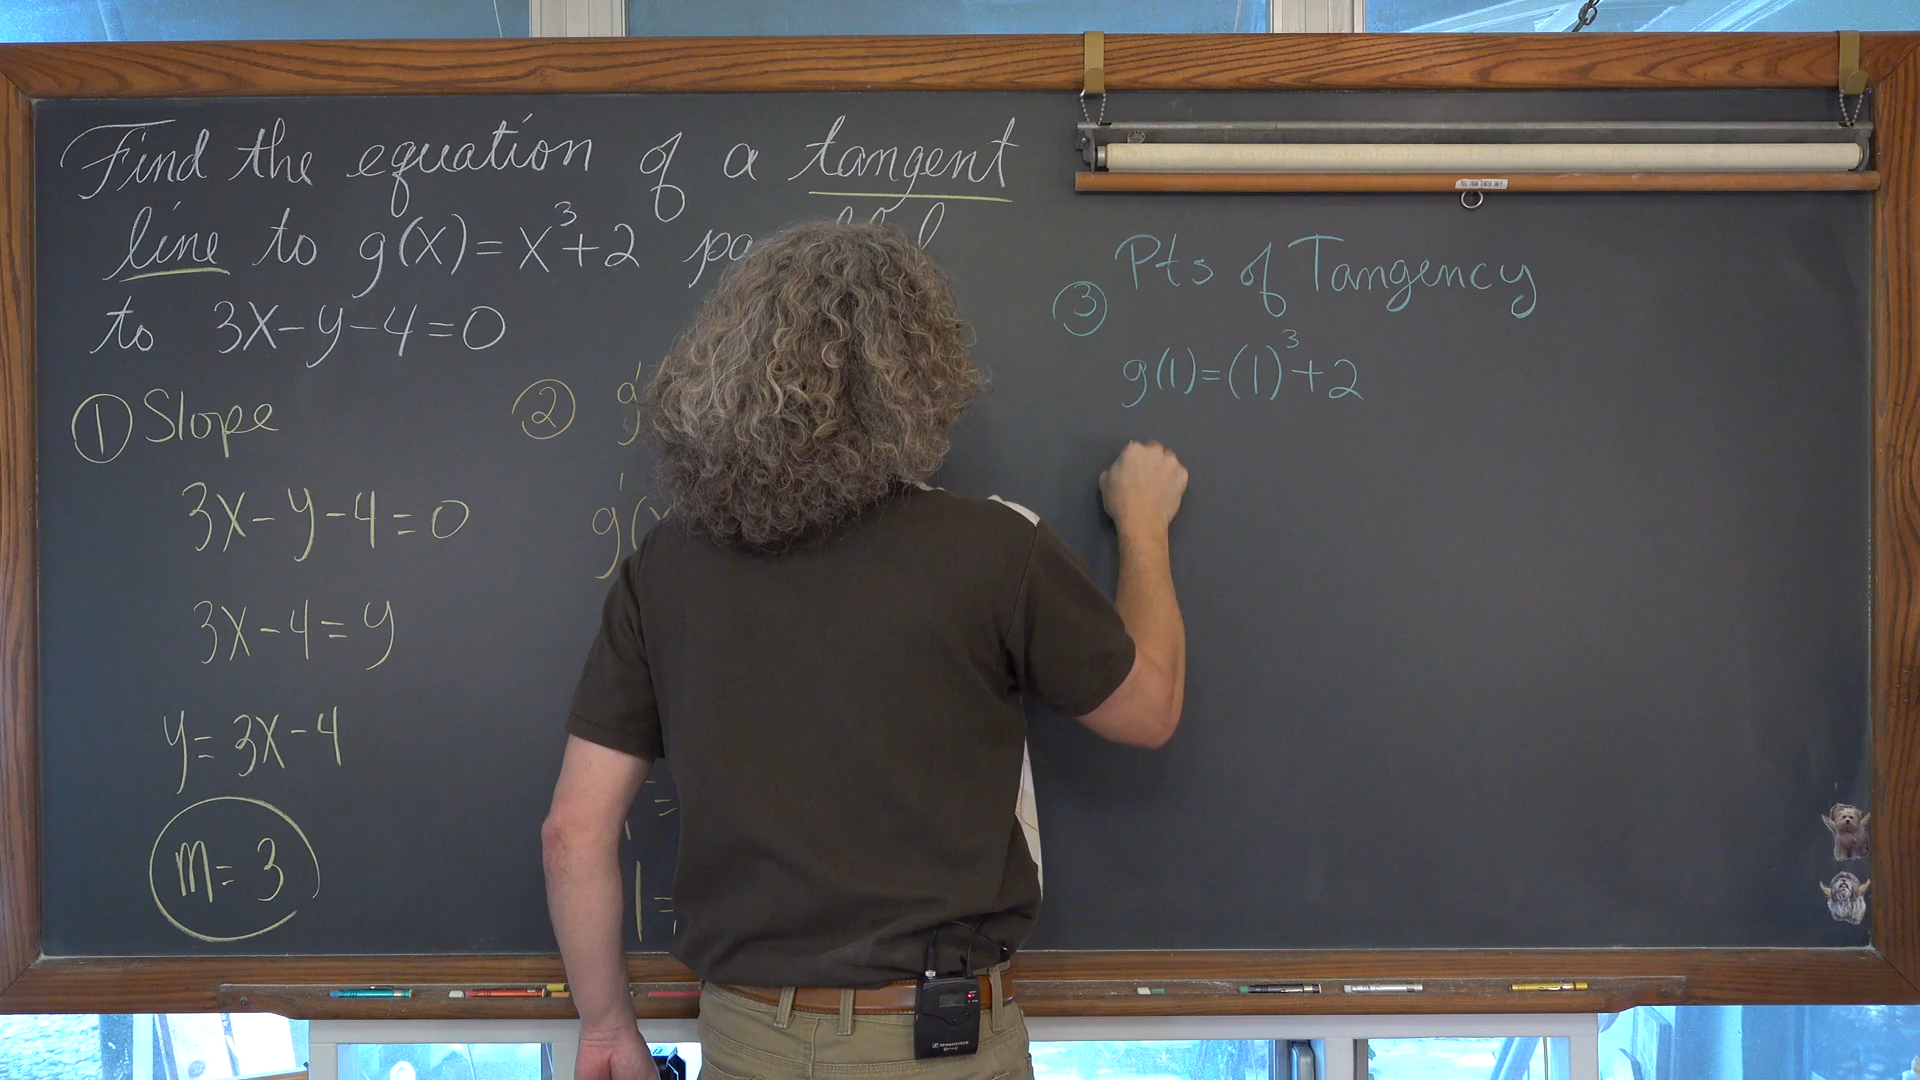 Find the equation of a tangent
line to g(x) = x³+2
to 3x-y-4=0
① Slope
3x-y-4=0
3x-4=y
y=3x-4
m=3
②
③ Pts of Tangency
g(1)=(1)³+2